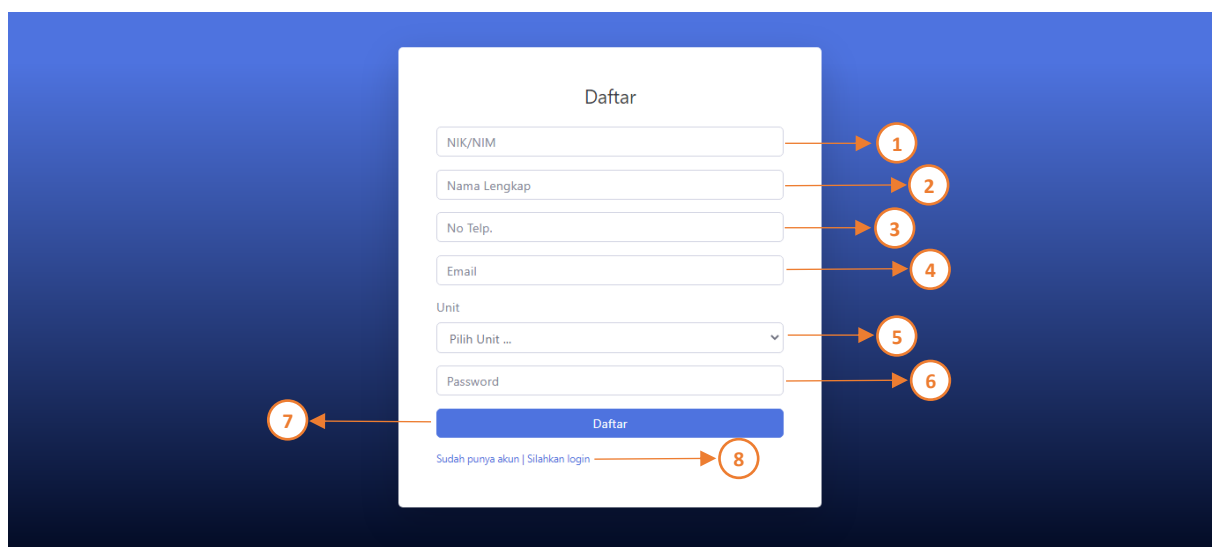 Daftar
NIK/NIM
1
Nama Lengkap
2
No Telp.
3
Email
4
Unit
Pilih Unit ...
5
Password
6
7
Daftar
Sudah punya akun | Silahkan login
8